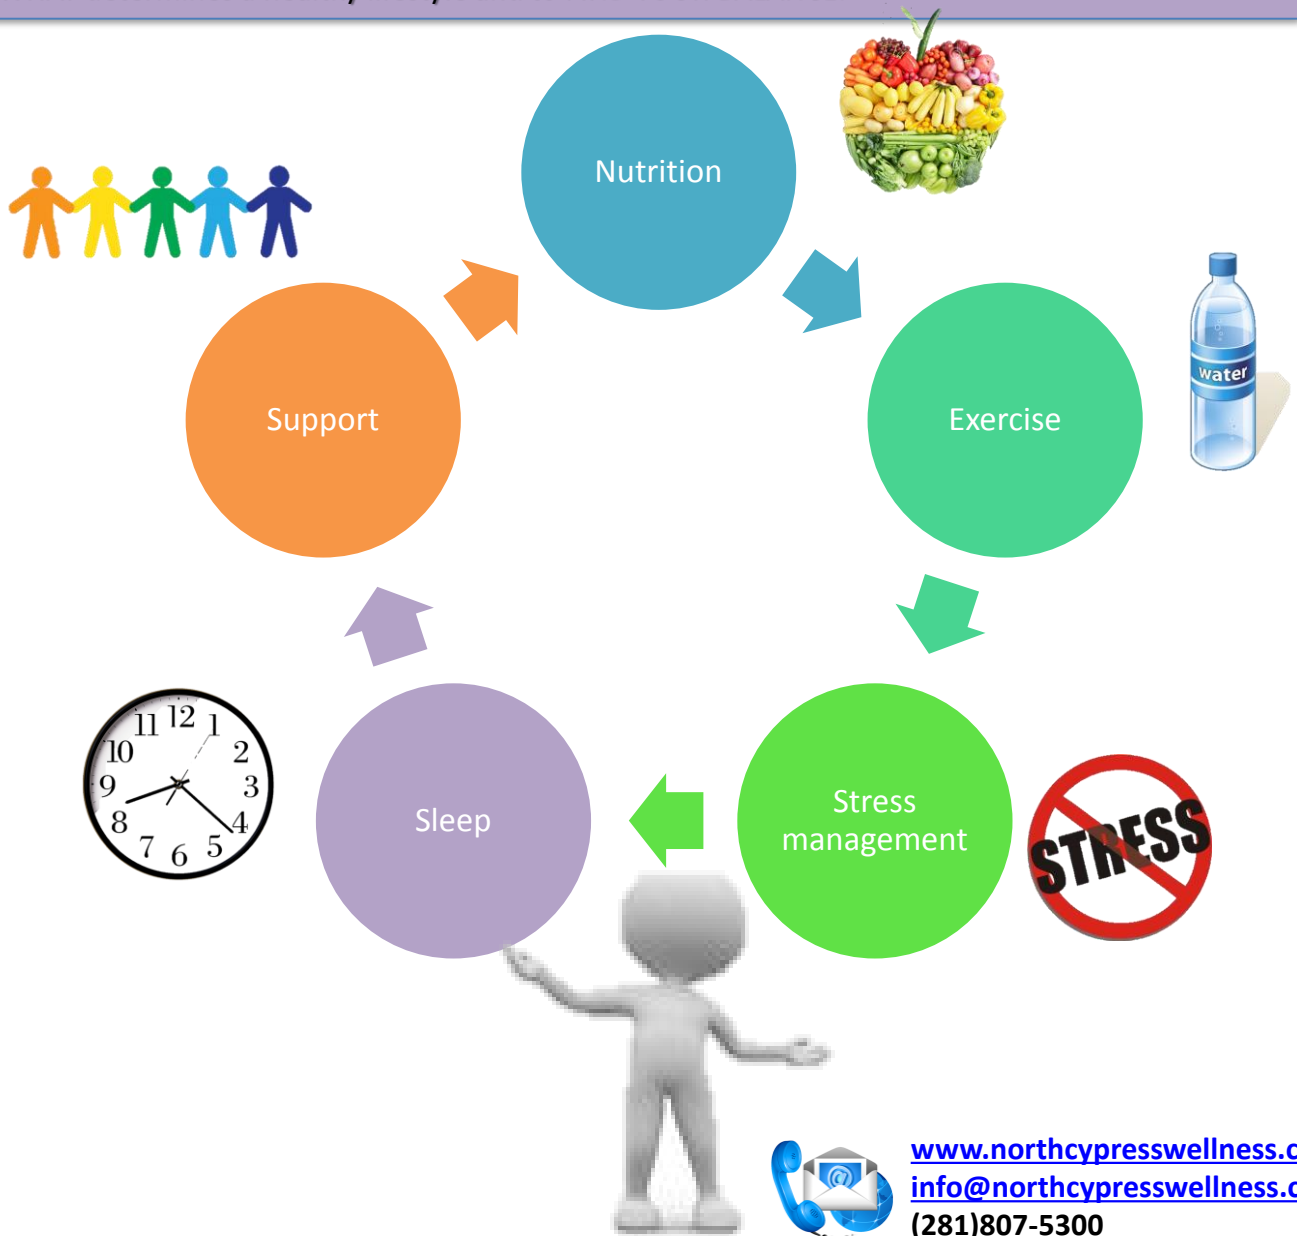 Nutrition
Support
Exercise
water
Sleep
Stress
management
STRESS
11 12 1
10 2
9 3
8 4
7 6 5
@
www.northcypresswellness.c
info@northcypresswellness.c
(281)807-5300